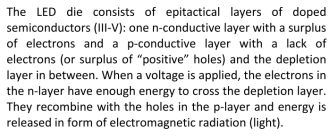 The LED die consists of epitactical layers of doped
semiconductors (III-V): one n-conductive layer with a surplus
of electrons and a p-conductive layer with a lack of
electrons (or surplus of “positive” holes) and the depletion
layer in between. When a voltage is applied, the electrons in
the n-layer have enough energy to cross the depletion layer.
They recombine with the holes in the p-layer and energy is
released in form of electromagnetic radiation (light).